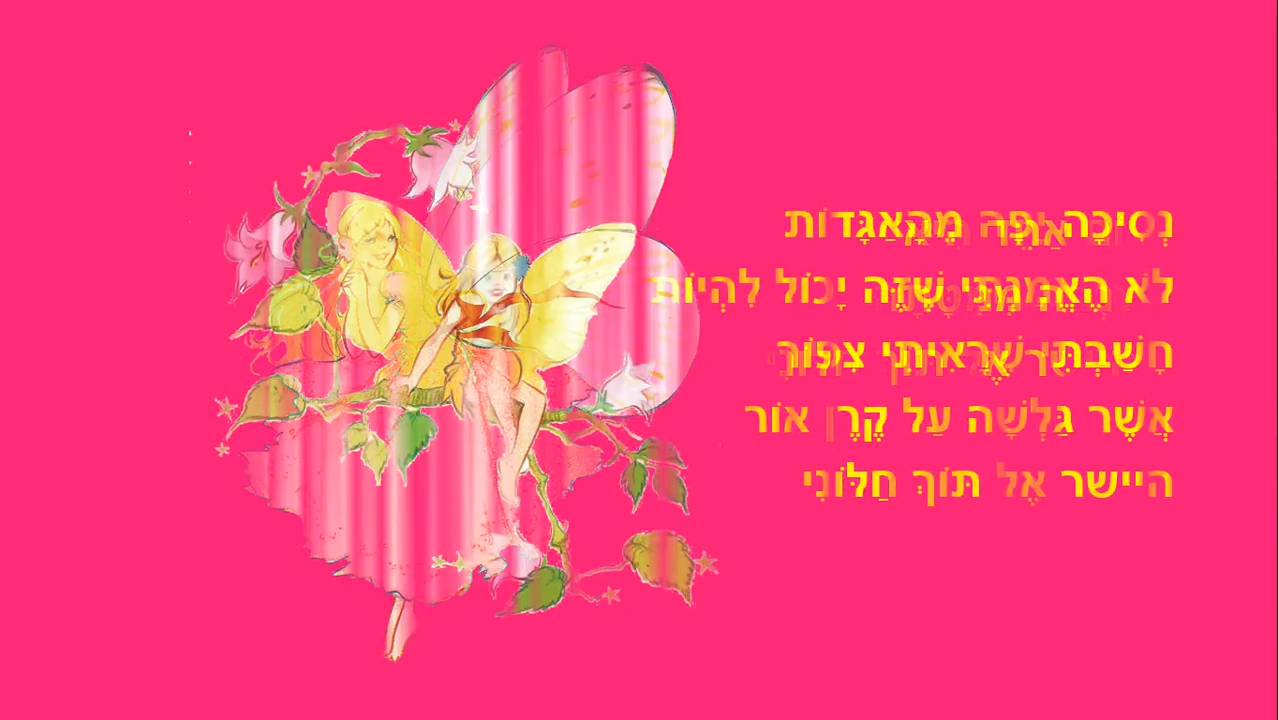 נְסִיכָּה יָפָה מֵהָאַגָּדוֹת
לֹא הֶאֱמַנְתִּי שֶׁזֶּה יָכוֹל לִהְיוֹת
חָשַׁבְתִּי שֶׁרָאִיתִי צִפּוֹר
אֲשֶׁר גַּלְשָׁה עַל קֶרֶן אוֹר
היישר אֶל תּוֹךְ חַלּוֹנִי